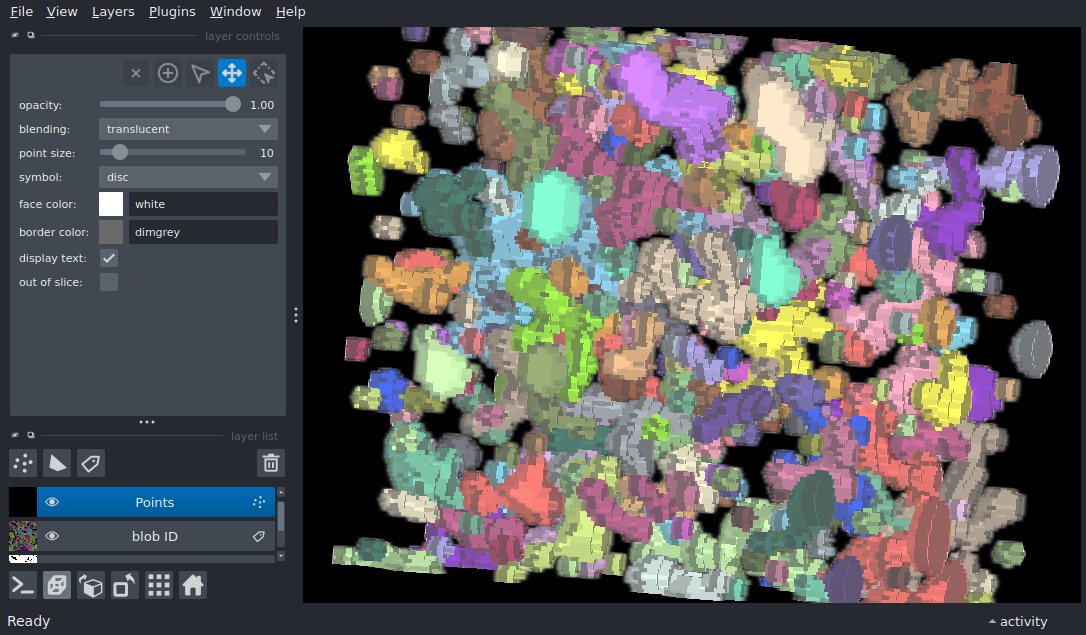 File View Layers Plugins Window Help
layer controls
opacity: 1.00
blending: translucent
point size: 10
symbol: disc
face color: white
border color: dimgrey
display text:
out of slice:
layer list
Points
blob ID
Ready
activity